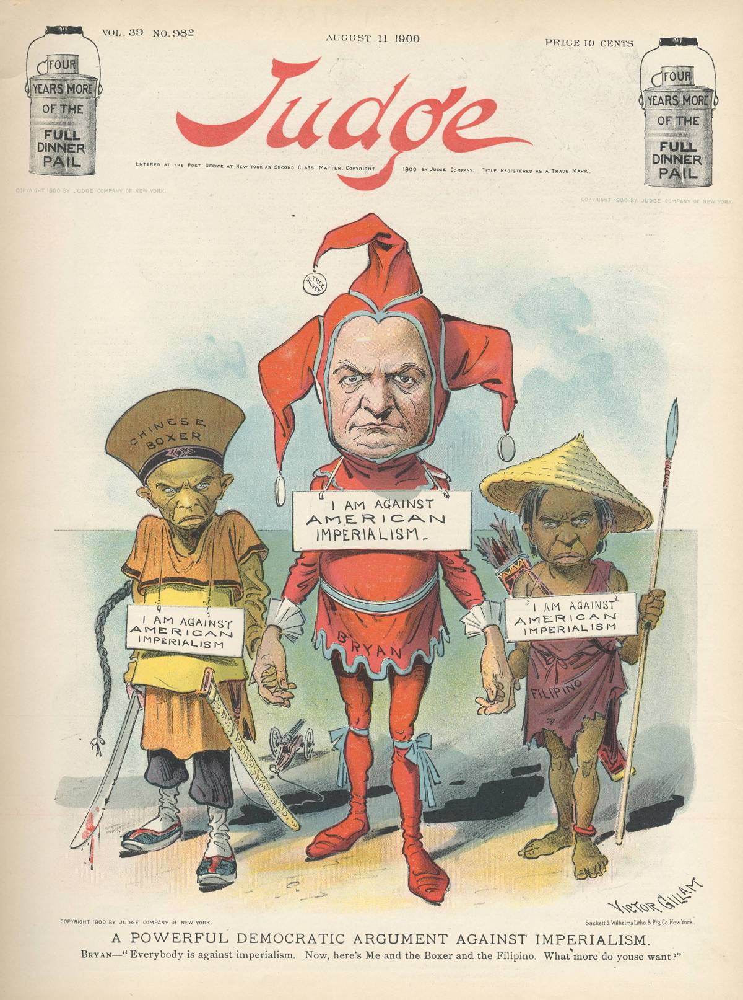 VOL. 39 NO. 982
AUGUST 11 1900
PRICE 10 CENTS
FOUR
YEARS MORE
OF THE
FULL
DINNER
PAIL
Judge
FOUR
YEARS MORE
OF THE
FULL
DINNER
PAIL
ENTERED AT THE POST OFFICE AT NEW YORK AS SECOND CLASS MATTER. COPYRIGHT 1900 BY JUDGE COMPANY. TITLE REGISTERED AS A TRADE MARK.
COPYRIGHT 1900 BY JUDGE COMPANY OF NEW YORK.
COPYRIGHT 1900 BY JUDGE COMPANY OF NEW YORK.
FREE
SILVER
CHINESE
BOXER
I AM AGAINST
AMERICAN
IMPERIALISM_
I AM AGAINST
AMERICAN
IMPERIALISM
I AM AGAINST
AMERICAN
IMPERIALISM
BRYAN
FILIPINO
VICTOR GILLAM
COPYRIGHT 1900 BY JUDGE COMPANY OF NEW YORK.
Sackett & Wilhelms Litho. & Ptg. Co. New York.
A POWERFUL DEMOCRATIC ARGUMENT AGAINST IMPERIALISM.
BRYAN—“Everybody is against imperialism. Now, here's Me and the Boxer and the Filipino. What more do youse want?”